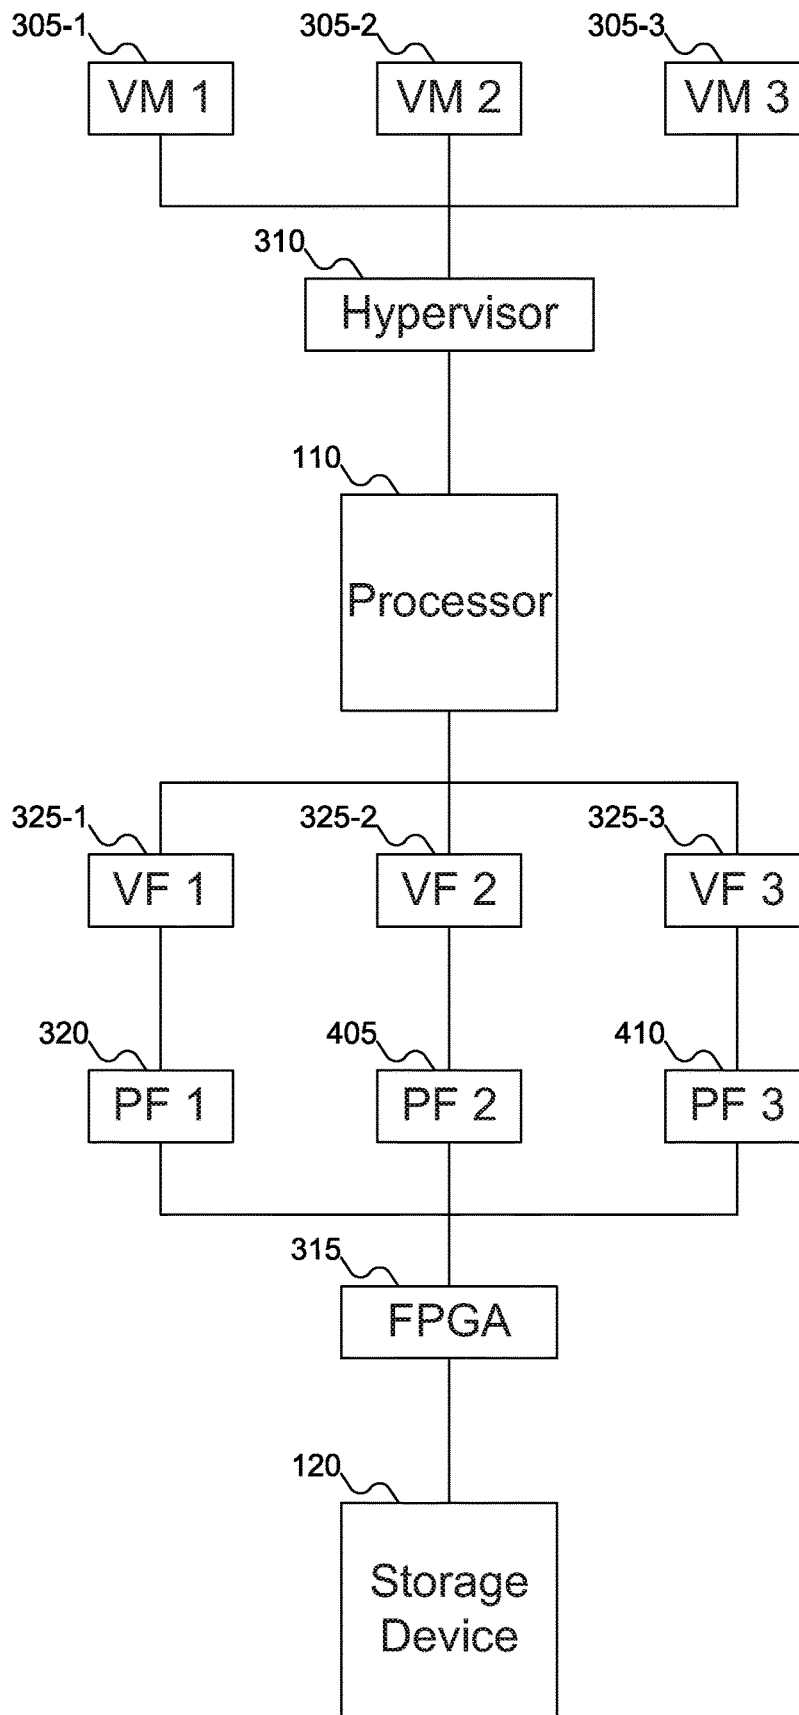 305-1 305-2 305-3
VM 1 VM 2 VM 3
310
Hypervisor
110
Processor
325-1 325-2 325-3
VF 1 VF 2 VF 3
320 405 410
PF 1 PF 2 PF 3
315
FPGA
120
Storage
Device